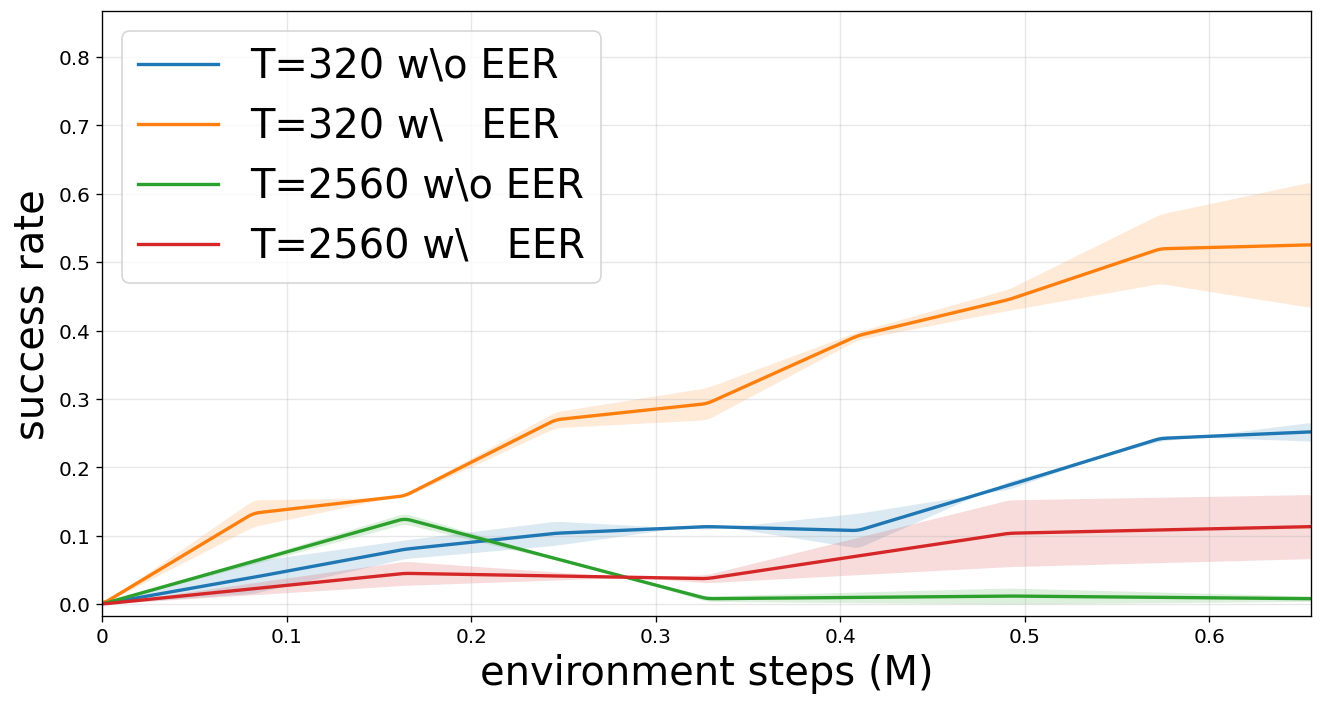 T=320 w\o EER
T=320 w\   EER
T=2560 w\o EER
T=2560 w\   EER
success rate
0.8
0.7
0.6
0.5
0.4
0.3
0.2
0.1
0.0
0 0.1 0.2 0.3 0.4 0.5 0.6
environment steps (M)